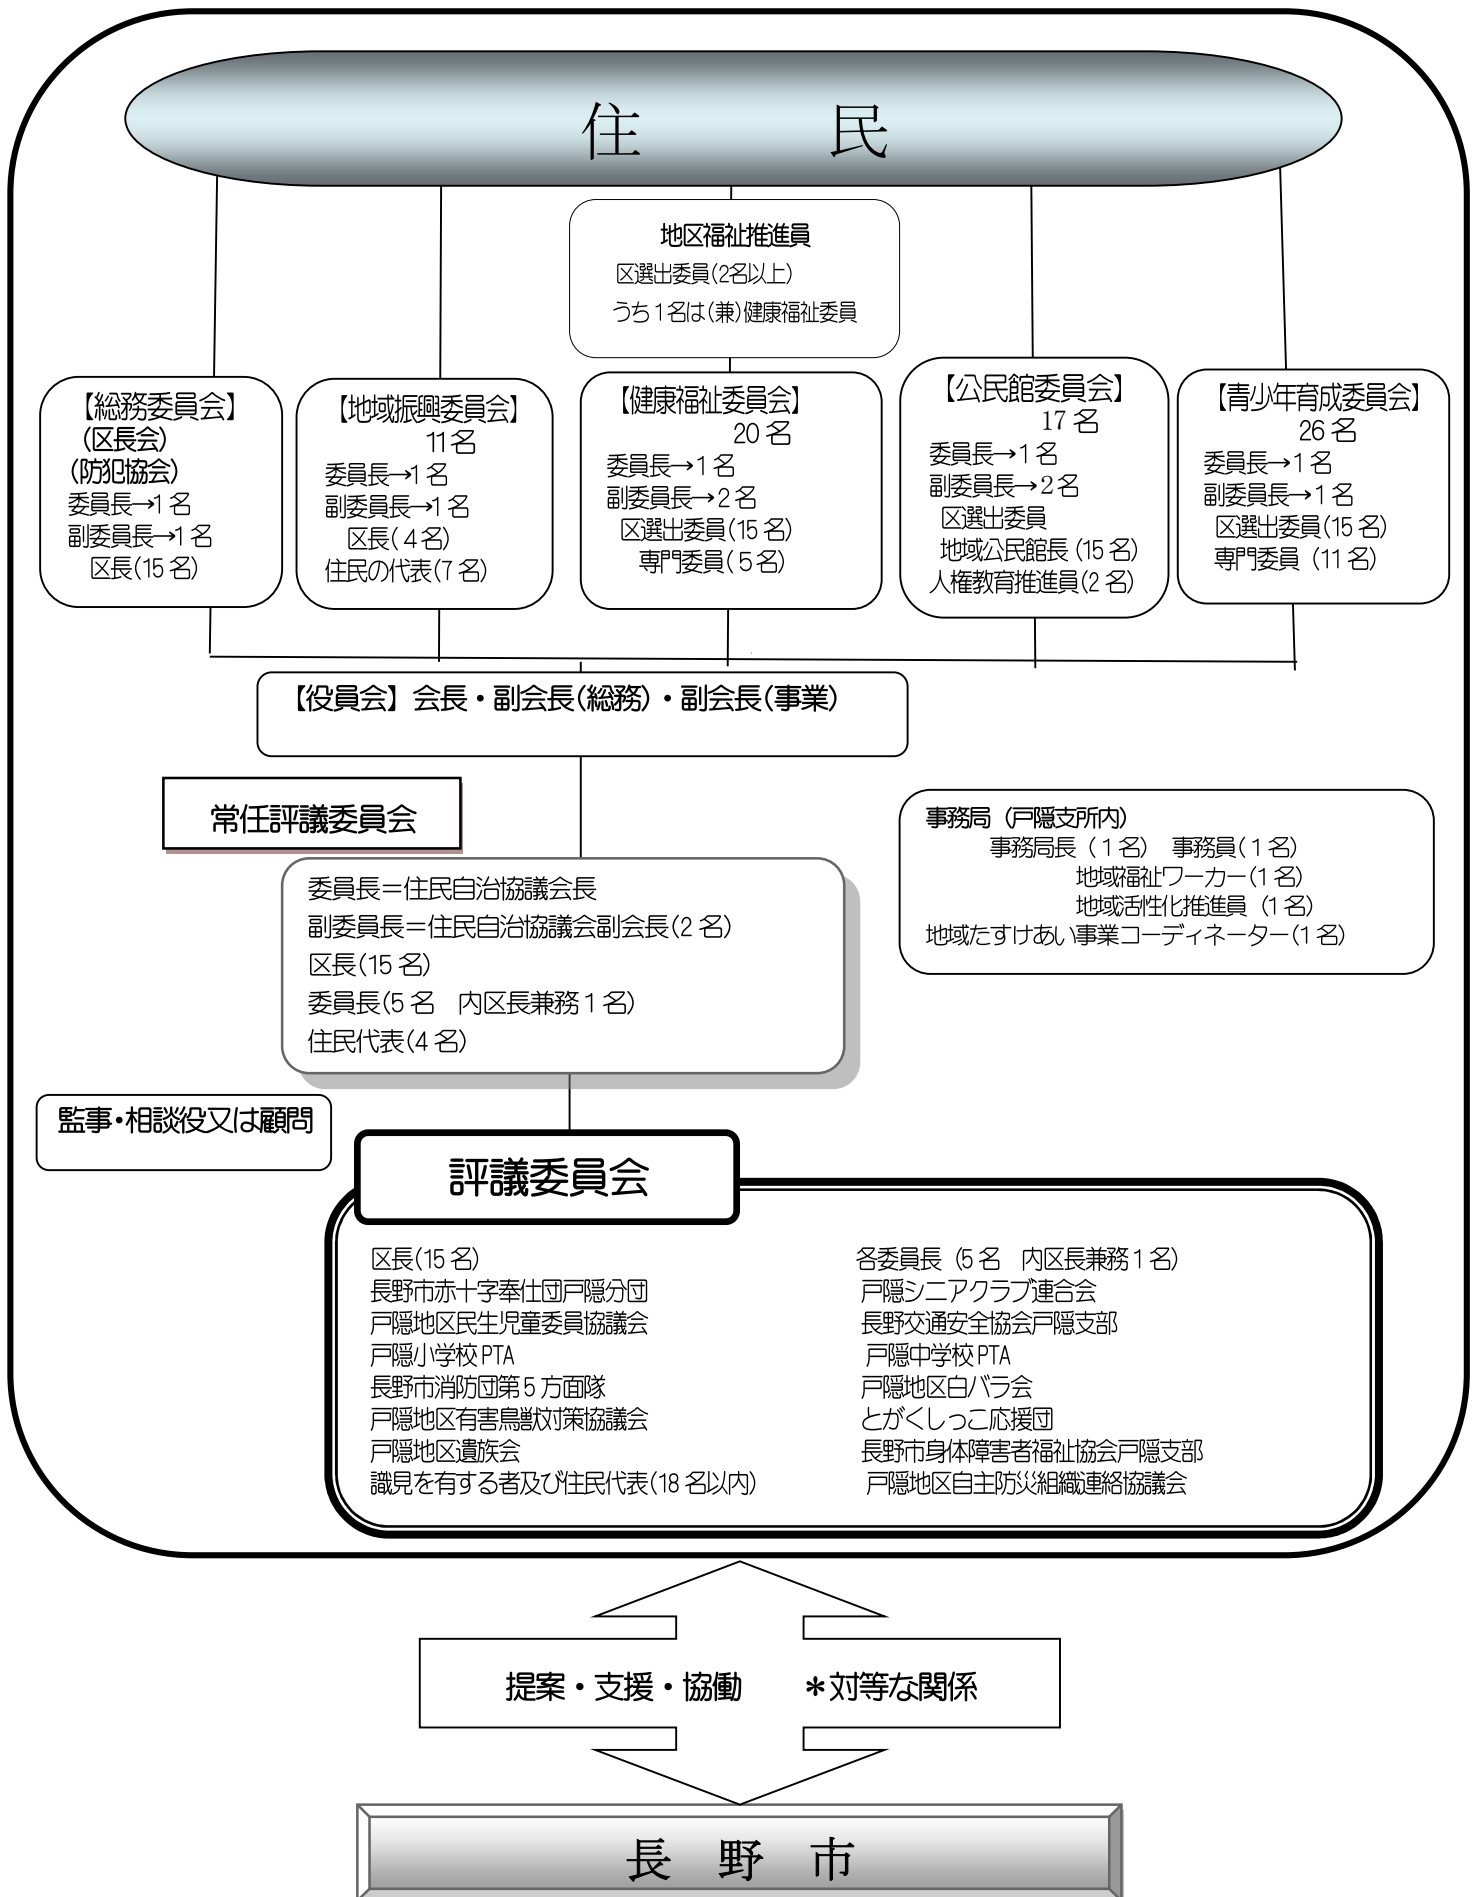 住　民
地区福祉推進員
区選出委員(2名以上)
うち1名は(兼)健康福祉委員
【総務委員会】
(区長会)
(防犯協会)
委員長→1名
副委員長→1名
区長(15名)
【地域振興委員会】
11名
委員長→1名
副委員長→1名
区長(4名)
住民の代表(7名)
【健康福祉委員会】
20名
委員長→1名
副委員長→2名
区選出委員(15名)
専門委員(5名)
【公民館委員会】
17名
委員長→1名
副委員長→2名
区選出委員
地域公民館長(15名)
人権教育推進員(2名)
【青少年育成委員会】
26名
委員長→1名
副委員長→1名
区選出委員(15名)
専門委員(11名)
【役員会】会長・副会長(総務)・副会長(事業)
常任評議委員会
委員長＝住民自治協議会長
副委員長＝住民自治協議会副会長(2名)
区長(15名)
委員長(5名　内区長兼務1名)
住民代表(4名)
事務局(戸隠支所内)
事務局長(1名)　事務員(1名)
地域福祉ワーカー(1名)
地域活性化推進員(1名)
地域たすけあい事業コーディネーター(1名)
監事・相談役又は顧問
評議委員会
区長(15名)
長野市赤十字奉仕団戸隠分団
戸隠地区民生児童委員協議会
戸隠小学校PTA
長野市消防団第5方面隊
戸隠地区有害鳥獣対策協議会
戸隠地区遺族会
識見を有する者及び住民代表(18名以内)
各委員長(5名　内区長兼務1名)
戸隠シニアクラブ連合会
長野交通安全協会戸隠支部
戸隠中学校PTA
戸隠地区白バラ会
とがくしっこ応援団
長野市身体障害者福祉協会戸隠支部
戸隠地区自主防災組織連絡協議会
提案・支援・協働　＊対等な関係
長　野　市